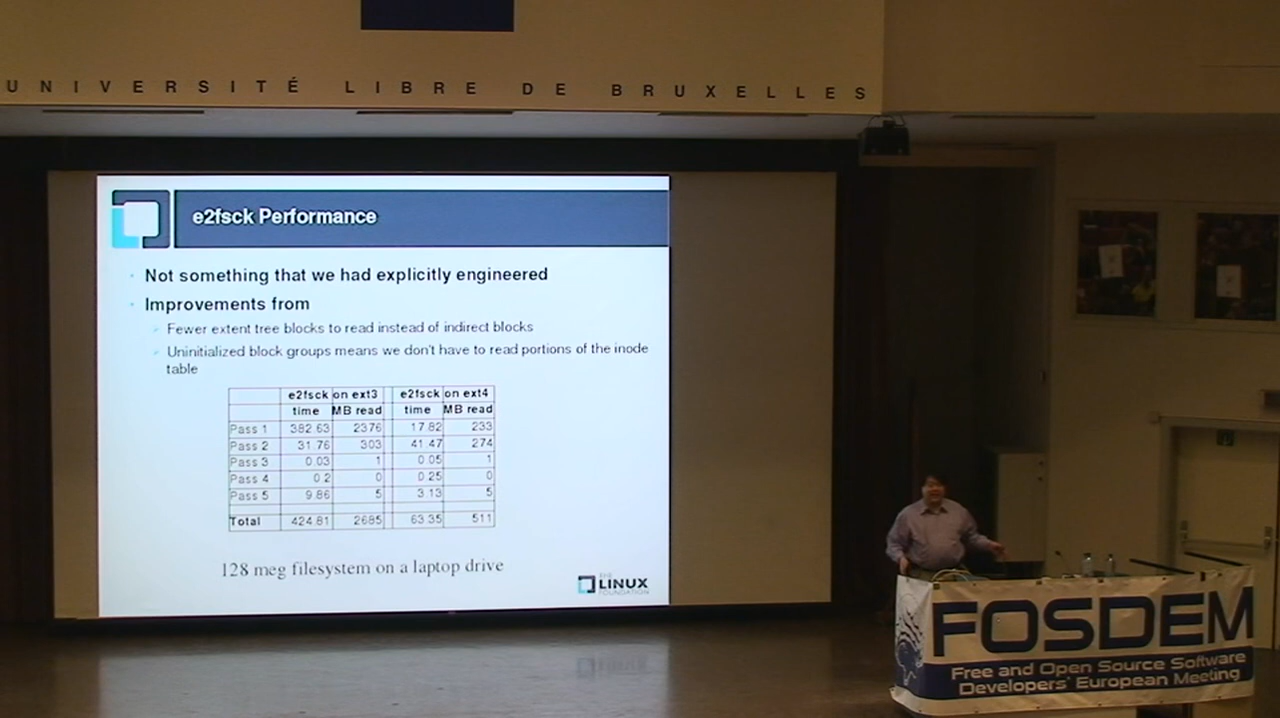 UNIVERSITÉ LIBRE DE BRUXELLES
e2fsck Performance
Not something that we had explicitly engineered
Improvements from
Fewer extent tree blocks to read instead of indirect blocks
Uninitialized block groups means we don't have to read portions of the inode
table
e2fsck on ext3 e2fsck on ext4
time MB read time MB read
Pass 1 382.63 2376 17.82 233
Pass 2 31.76 303 41.47 274
Pass 3 0.03 1 0.05 1
Pass 4 0.2 0 0.25 0
Pass 5 9.86 5 3.13 5
Total 424.81 2685 63.35 511
128 meg filesystem on a laptop drive
THE
LINUX
FOUNDATION
FOSDEM
Free and Open Source Software
Developers' European Meeting